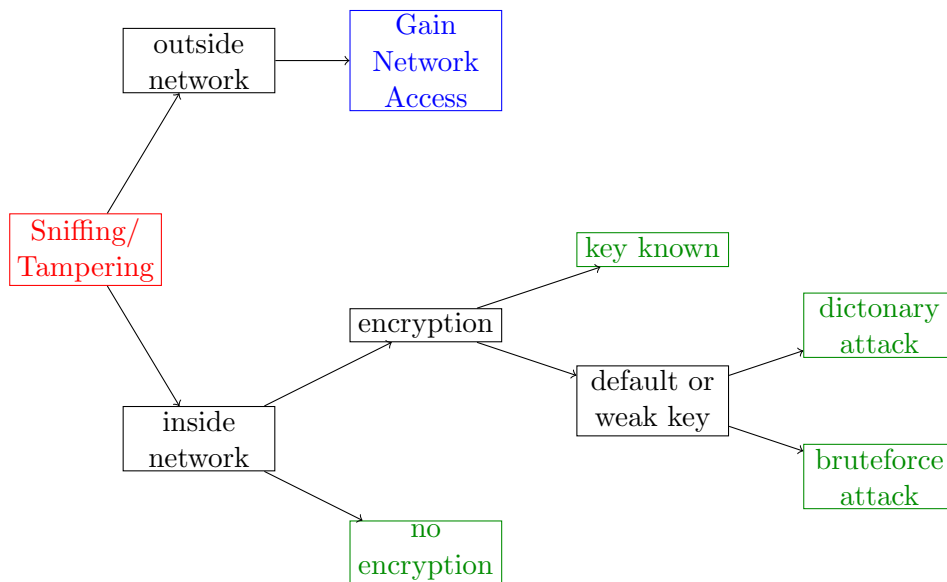 outside
network
Gain
Network
Access
Sniffing/
Tampering
key known
encryption
dictonary
attack
default or
weak key
inside
network
bruteforce
attack
no
encryption